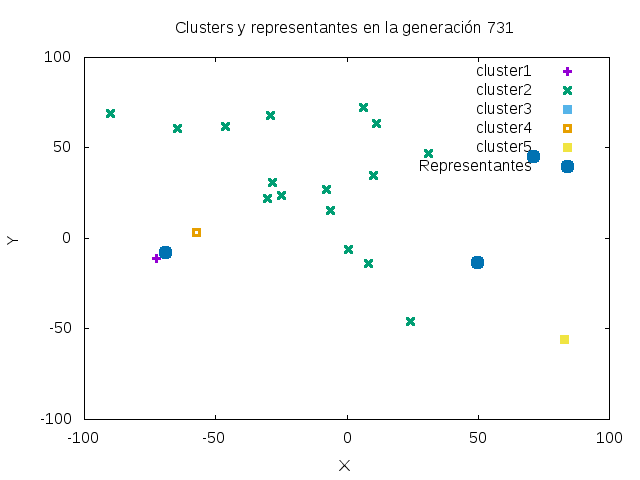 Clusters y representantes en la generación 731
100
50
0
-50
-100
-100
-50
0
50
100
Y
X
cluster1
cluster2
cluster3
cluster4
cluster5
Representantes